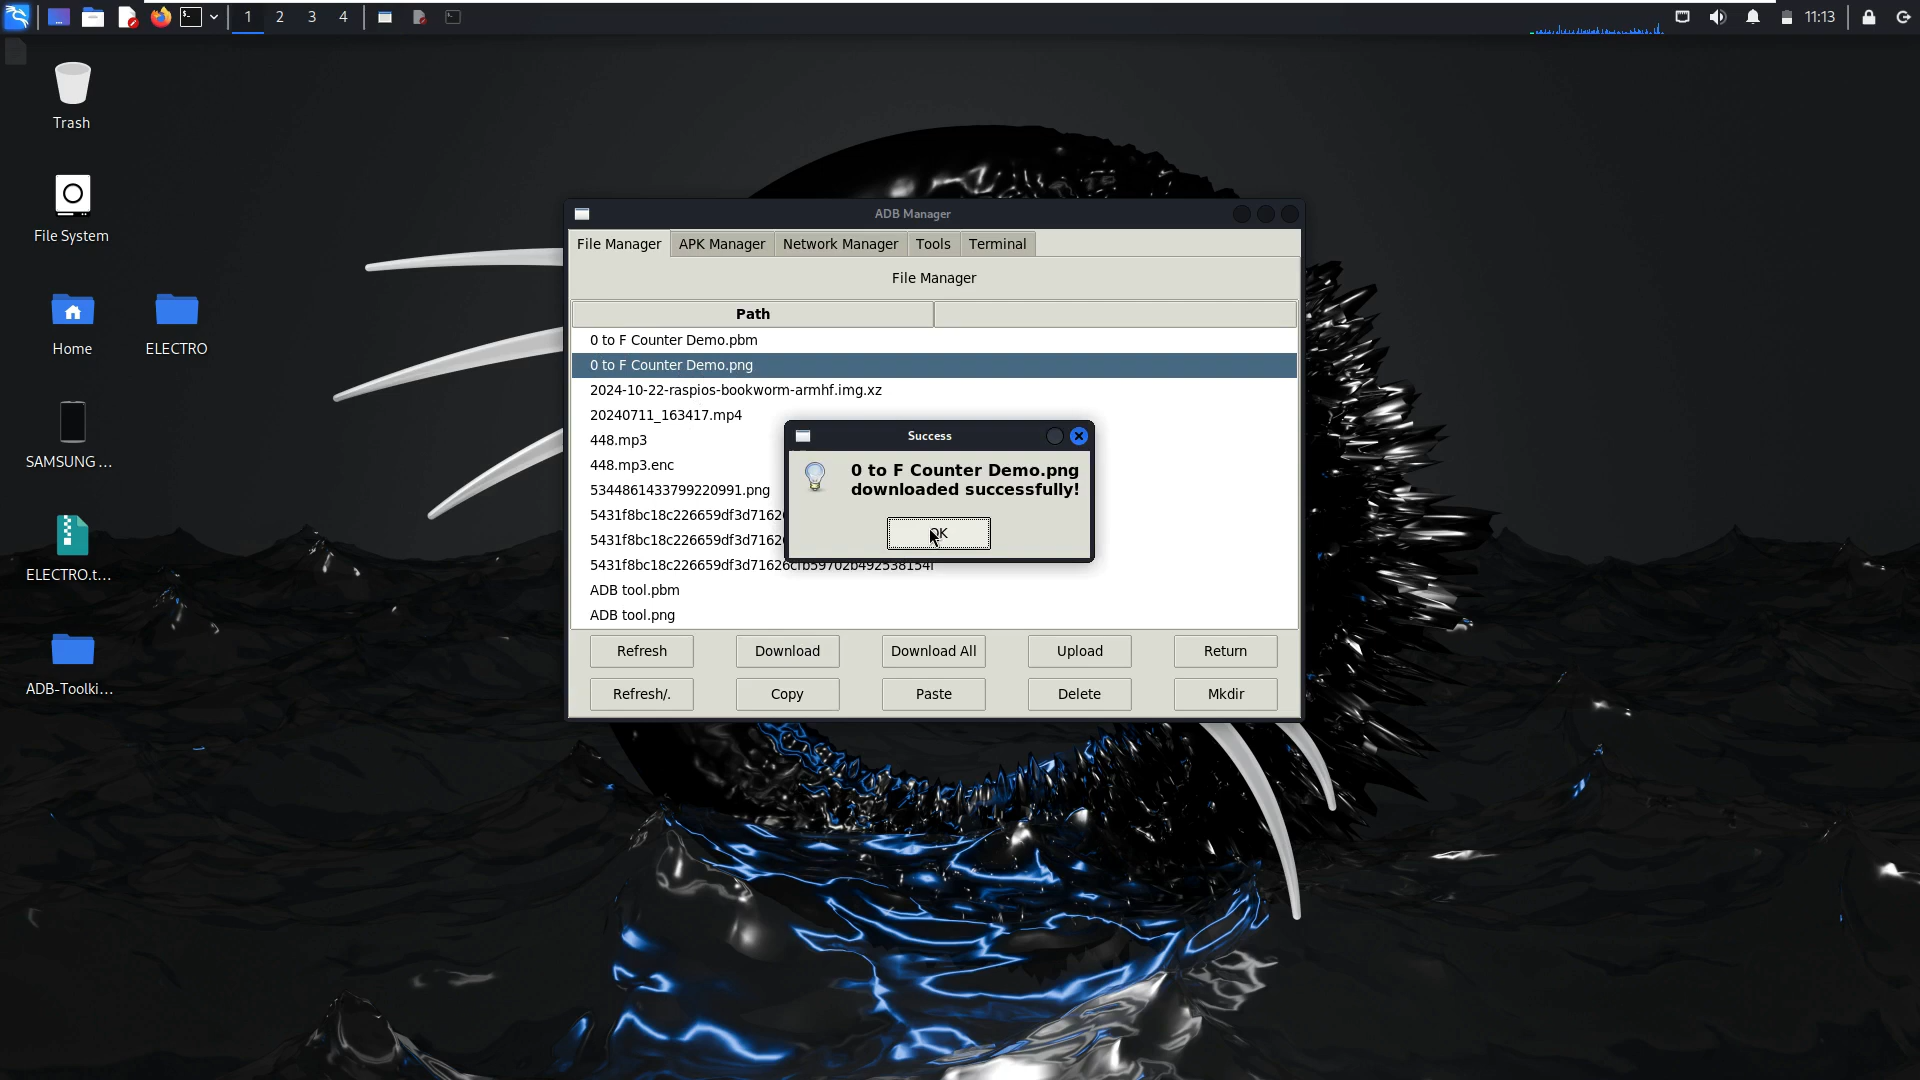 1 2 3 4
11:13
Trash
File System
Home
ELECTRO
SAMSUNG ...
ELECTRO.t...
ADB-Toolki...
ADB Manager
File Manager APK Manager Network Manager Tools Terminal
File Manager
Path
0 to F Counter Demo.pbm
0 to F Counter Demo.png
2024-10-22-raspios-bookworm-armhf.img.xz
20240711_163417.mp4
448.mp3
448.mp3.enc
5344861433799220991.png
5431f8bc18c226659df3d7162
5431f8bc18c226659df3d7162
5431f8bc18c226659df3d71626cfb59702b492538154f
ADB tool.pbm
ADB tool.png
Success
0 to F Counter Demo.png
downloaded successfully!
OK
Refresh Download Download All Upload Return
Refresh/. Copy Paste Delete Mkdir